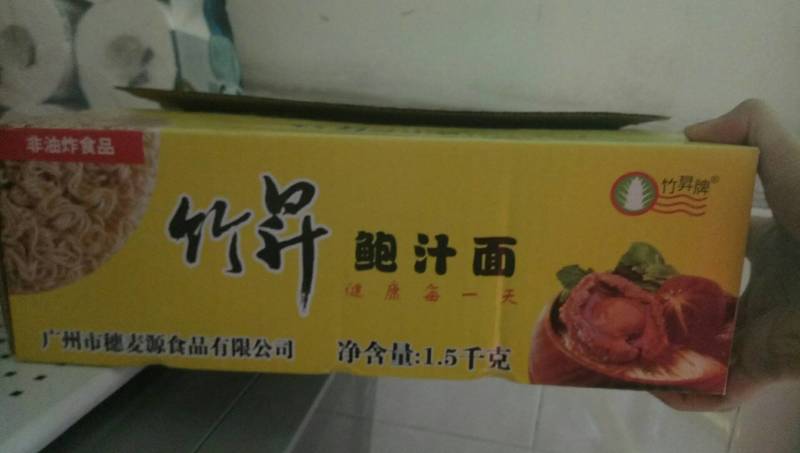 非油炸食品
竹昇牌®
竹昇 鲍汁面
健康每一天
广州市穗麦源食品有限公司 净含量:1.5千克